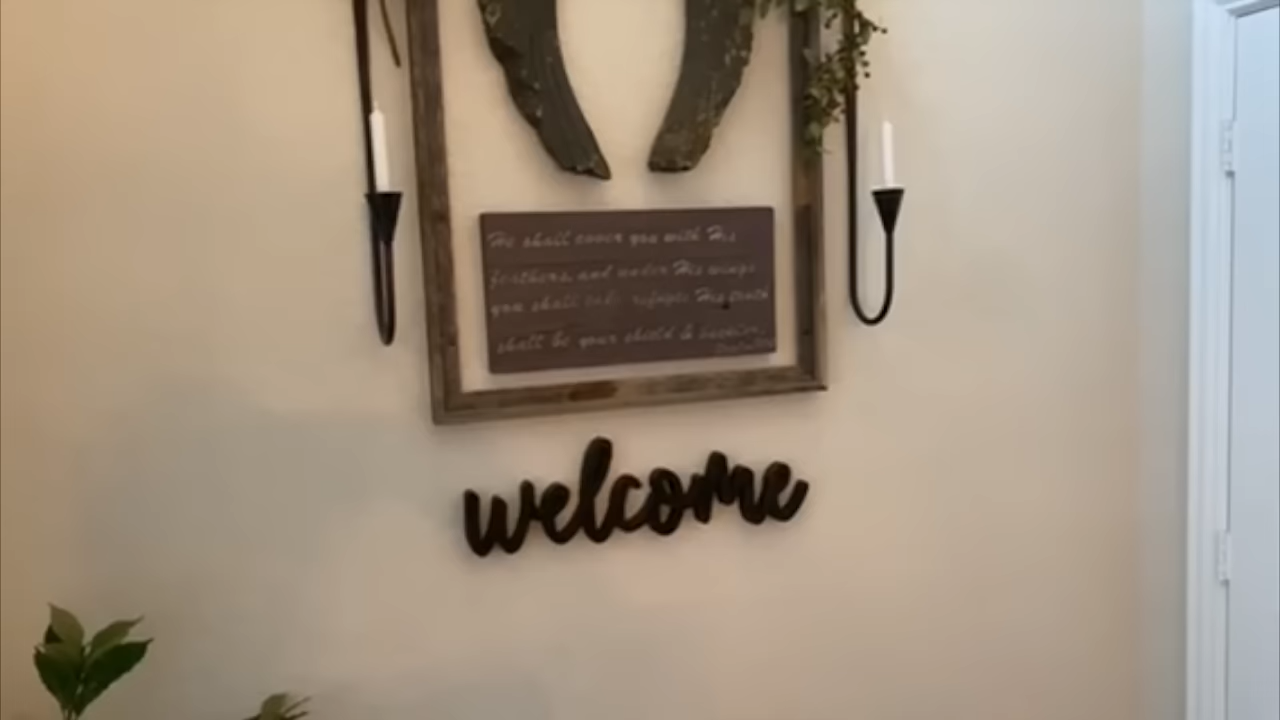 He shall cover you with His
feathers, and under His wings
you shall take refuge; His truth
shall be your shield &
welcome